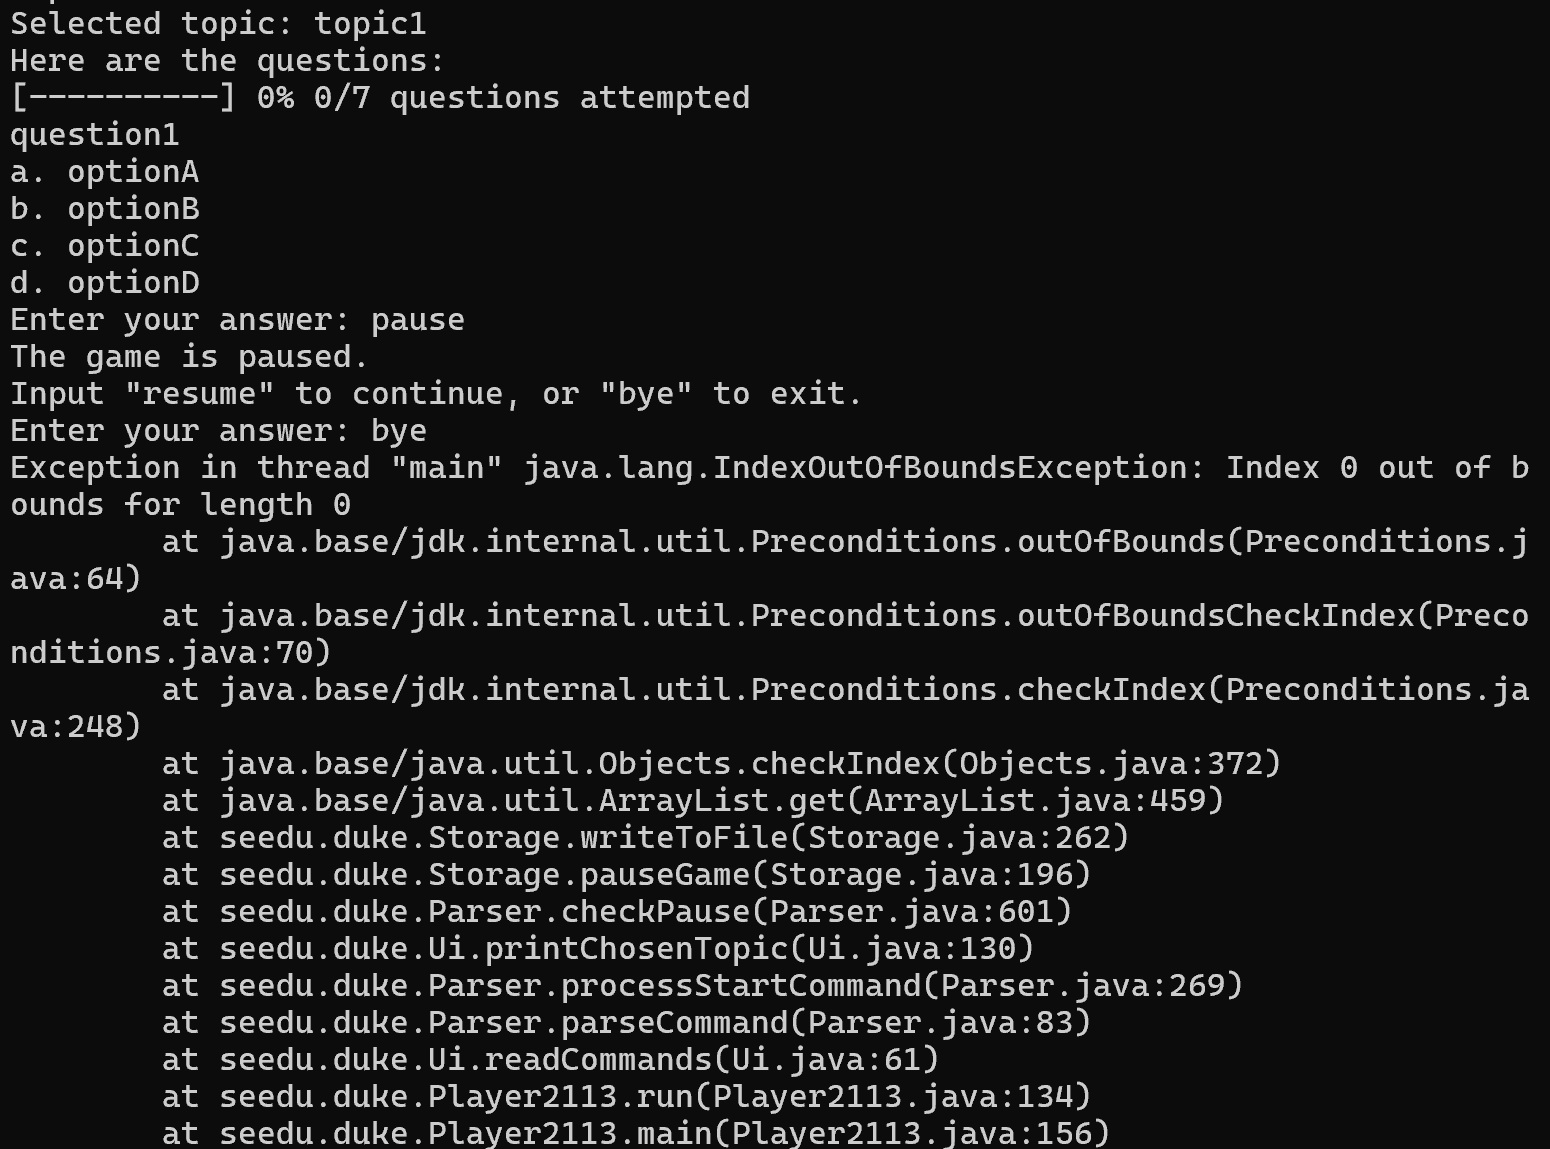 Selected topic: topic1
Here are the questions:
[----------] 0% 0/7 questions attempted
question1
a. optionA
b. optionB
c. optionC
d. optionD
Enter your answer: pause
The game is paused.
Input "resume" to continue, or "bye" to exit.
Enter your answer: bye
Exception in thread "main" java.lang.IndexOutOfBoundsException: Index 0 out of b
ounds for length 0
        at java.base/jdk.internal.util.Preconditions.outOfBounds(Preconditions.j
ava:64)
        at java.base/jdk.internal.util.Preconditions.outOfBoundsCheckIndex(Preco
nditions.java:70)
        at java.base/jdk.internal.util.Preconditions.checkIndex(Preconditions.ja
va:248)
        at java.base/java.util.Objects.checkIndex(Objects.java:372)
        at java.base/java.util.ArrayList.get(ArrayList.java:459)
        at seedu.duke.Storage.writeToFile(Storage.java:262)
        at seedu.duke.Storage.pauseGame(Storage.java:196)
        at seedu.duke.Parser.checkPause(Parser.java:601)
        at seedu.duke.Ui.printChosenTopic(Ui.java:130)
        at seedu.duke.Parser.processStartCommand(Parser.java:269)
        at seedu.duke.Parser.parseCommand(Parser.java:83)
        at seedu.duke.Ui.readCommands(Ui.java:61)
        at seedu.duke.Player2113.run(Player2113.java:134)
        at seedu.duke.Player2113.main(Player2113.java:156)